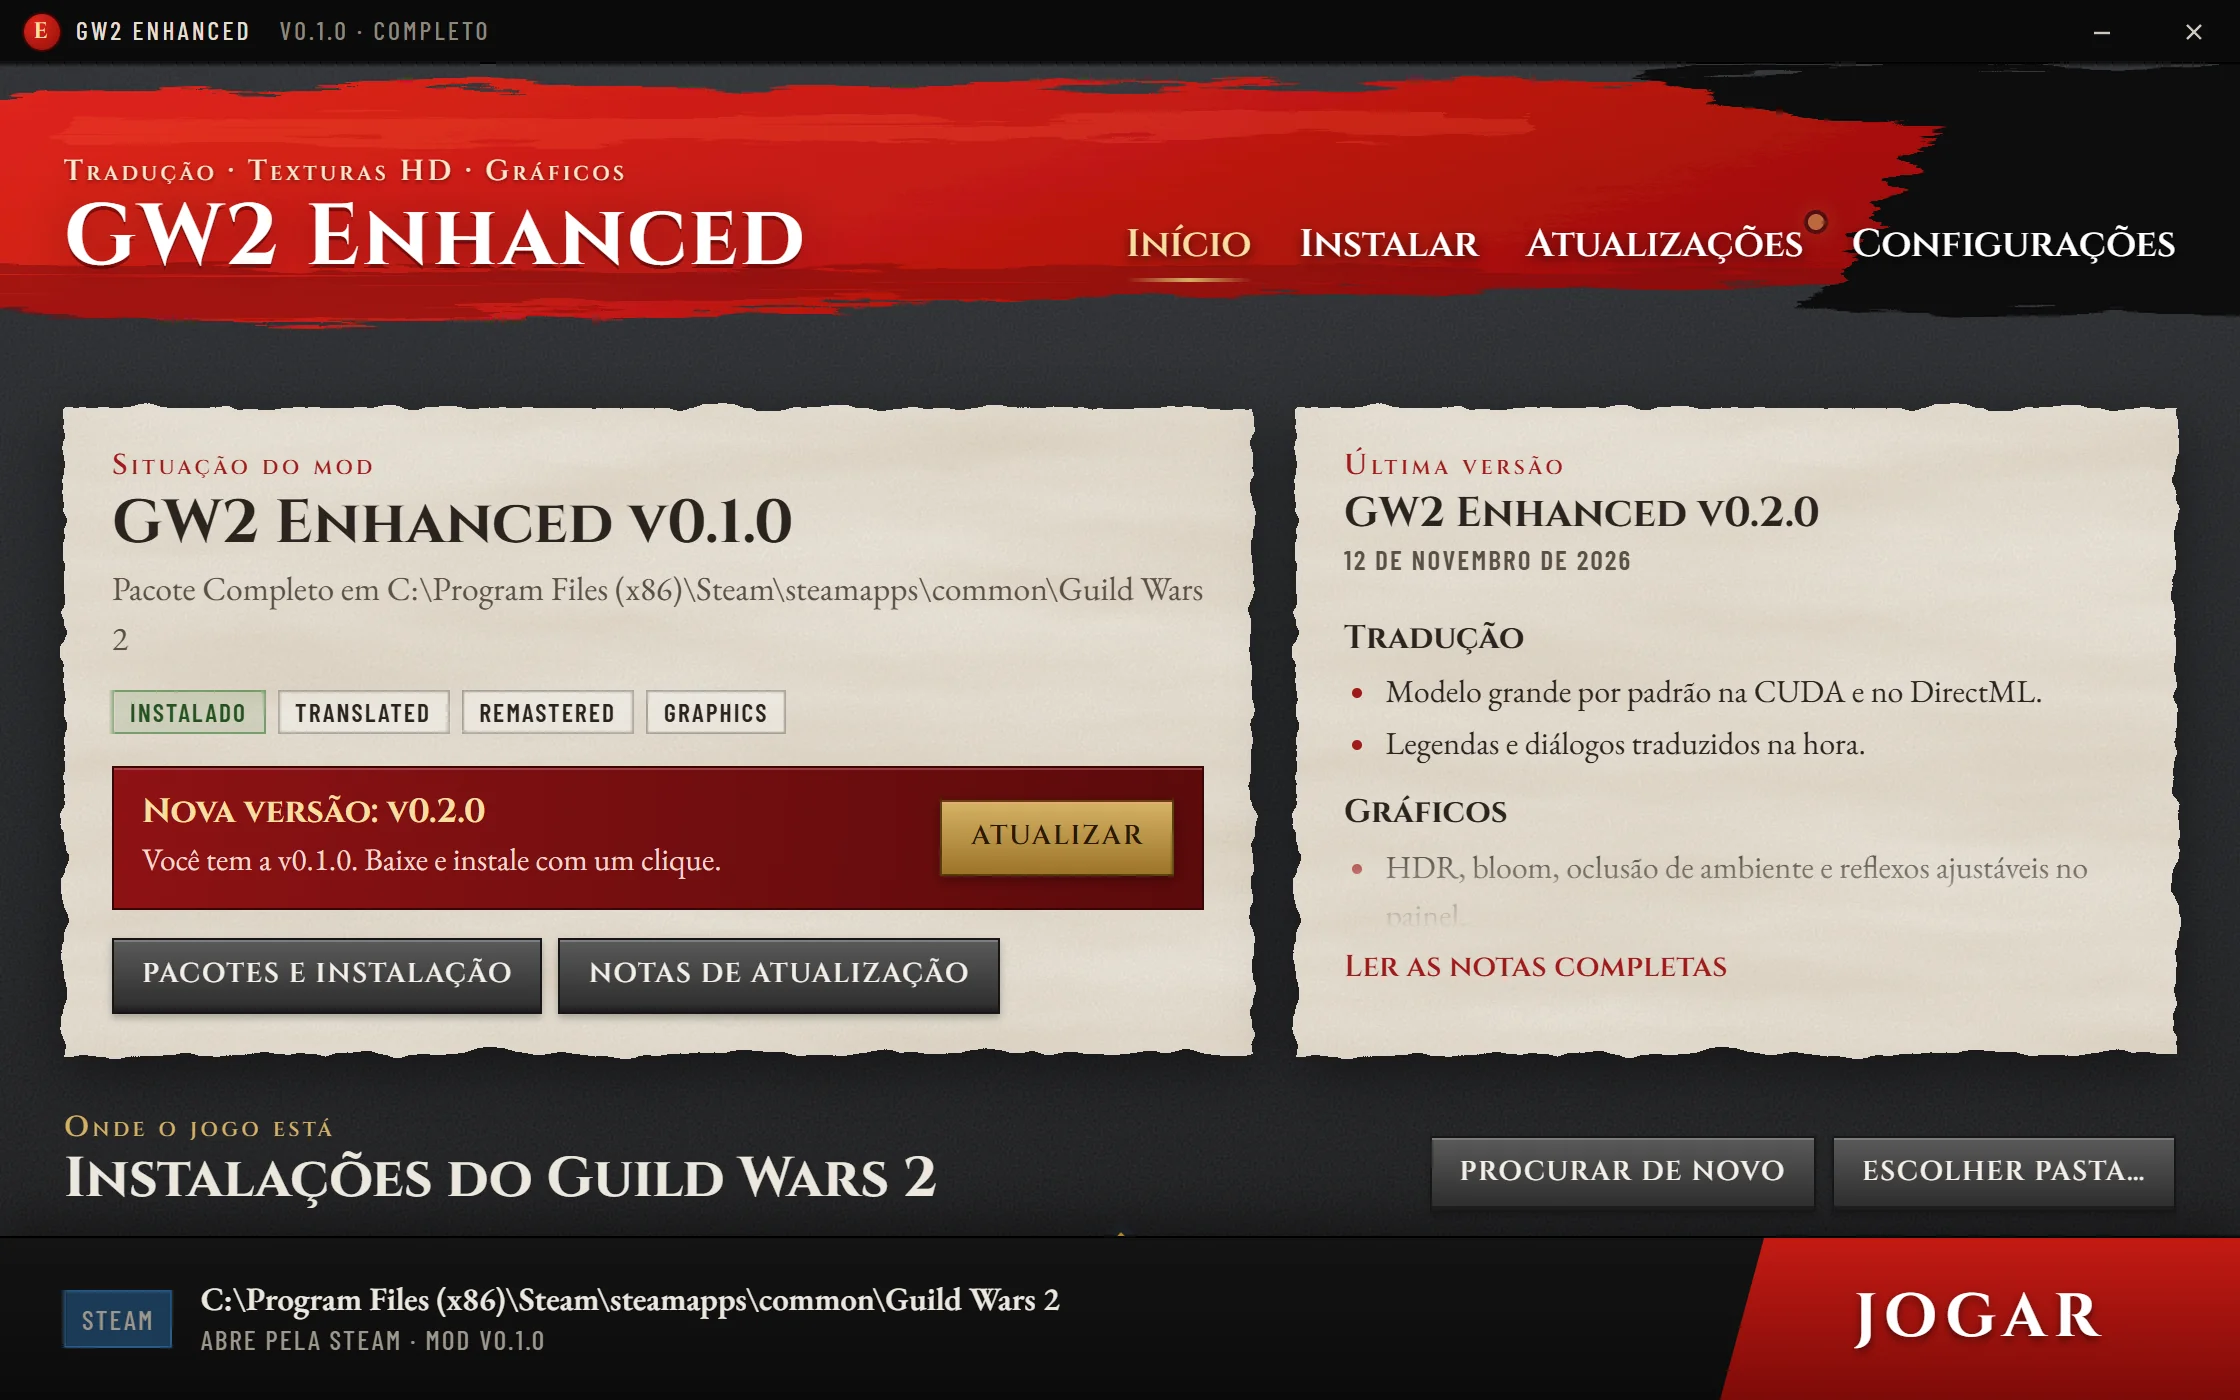 E GW2 ENHANCED V0.1.0 · COMPLETO
Tradução · Texturas HD · Gráficos
GW2 Enhanced
Início Instalar Atualizações Configurações
Situação do mod
GW2 Enhanced v0.1.0
Pacote Completo em C:\Program Files (x86)\Steam\steamapps\common\Guild Wars
2
INSTALADO TRANSLATED REMASTERED GRAPHICS
Nova versão: v0.2.0
Você tem a v0.1.0. Baixe e instale com um clique.
ATUALIZAR
PACOTES E INSTALAÇÃO NOTAS DE ATUALIZAÇÃO
Última versão
GW2 Enhanced v0.2.0
12 DE NOVEMBRO DE 2026
Tradução
• Modelo grande por padrão na CUDA e no DirectML.
• Legendas e diálogos traduzidos na hora.
Gráficos
• HDR, bloom, oclusão de ambiente e reflexos ajustáveis no
painel.
Ler as notas completas
Onde o jogo está
Instalações do Guild Wars 2
PROCURAR DE NOVO ESCOLHER PASTA...
STEAM
C:\Program Files (x86)\Steam\steamapps\common\Guild Wars 2
ABRE PELA STEAM · MOD V0.1.0
JOGAR